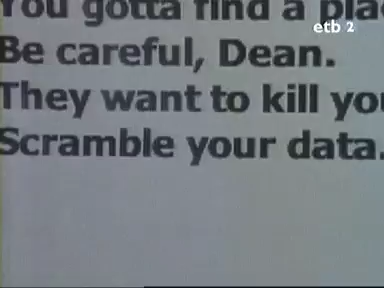 You gotta find a
etb 2
Be careful, Dean.
They want to kill
Scramble your data.